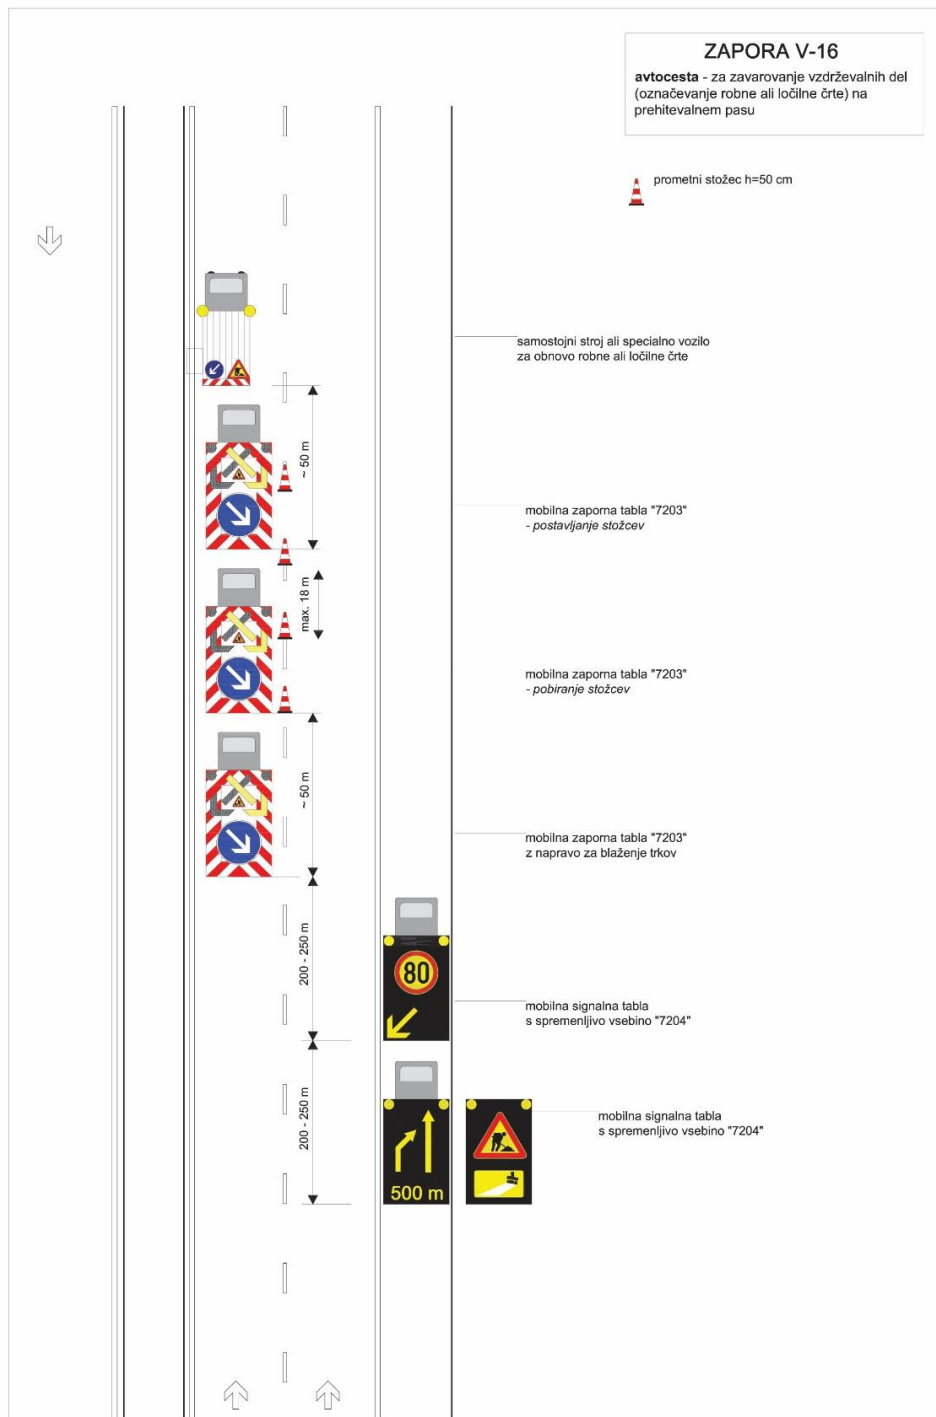 ZAPORA V-16
avtocesta - za zavarovanje vzdrževalnih del
(označevanje robne ali ločilne črte) na
prehitevalnem pasu
prometni stožec h=50 cm
samostojni stroj ali specialno vozilo
za obnovo robne ali ločilne črte
~ 50 m
mobilna zaporna tabla "7203"
- postavljanje stožcev
max. 18 m
mobilna zaporna tabla "7203"
- pobiranje stožcev
~ 50 m
mobilna zaporna tabla "7203"
z napravo za blaženje trkov
200 - 250 m
80
mobilna signalna tabla
s spremenljivo vsebino "7204"
200 - 250 m
500 m
mobilna signalna tabla
s spremenljivo vsebino "7204"